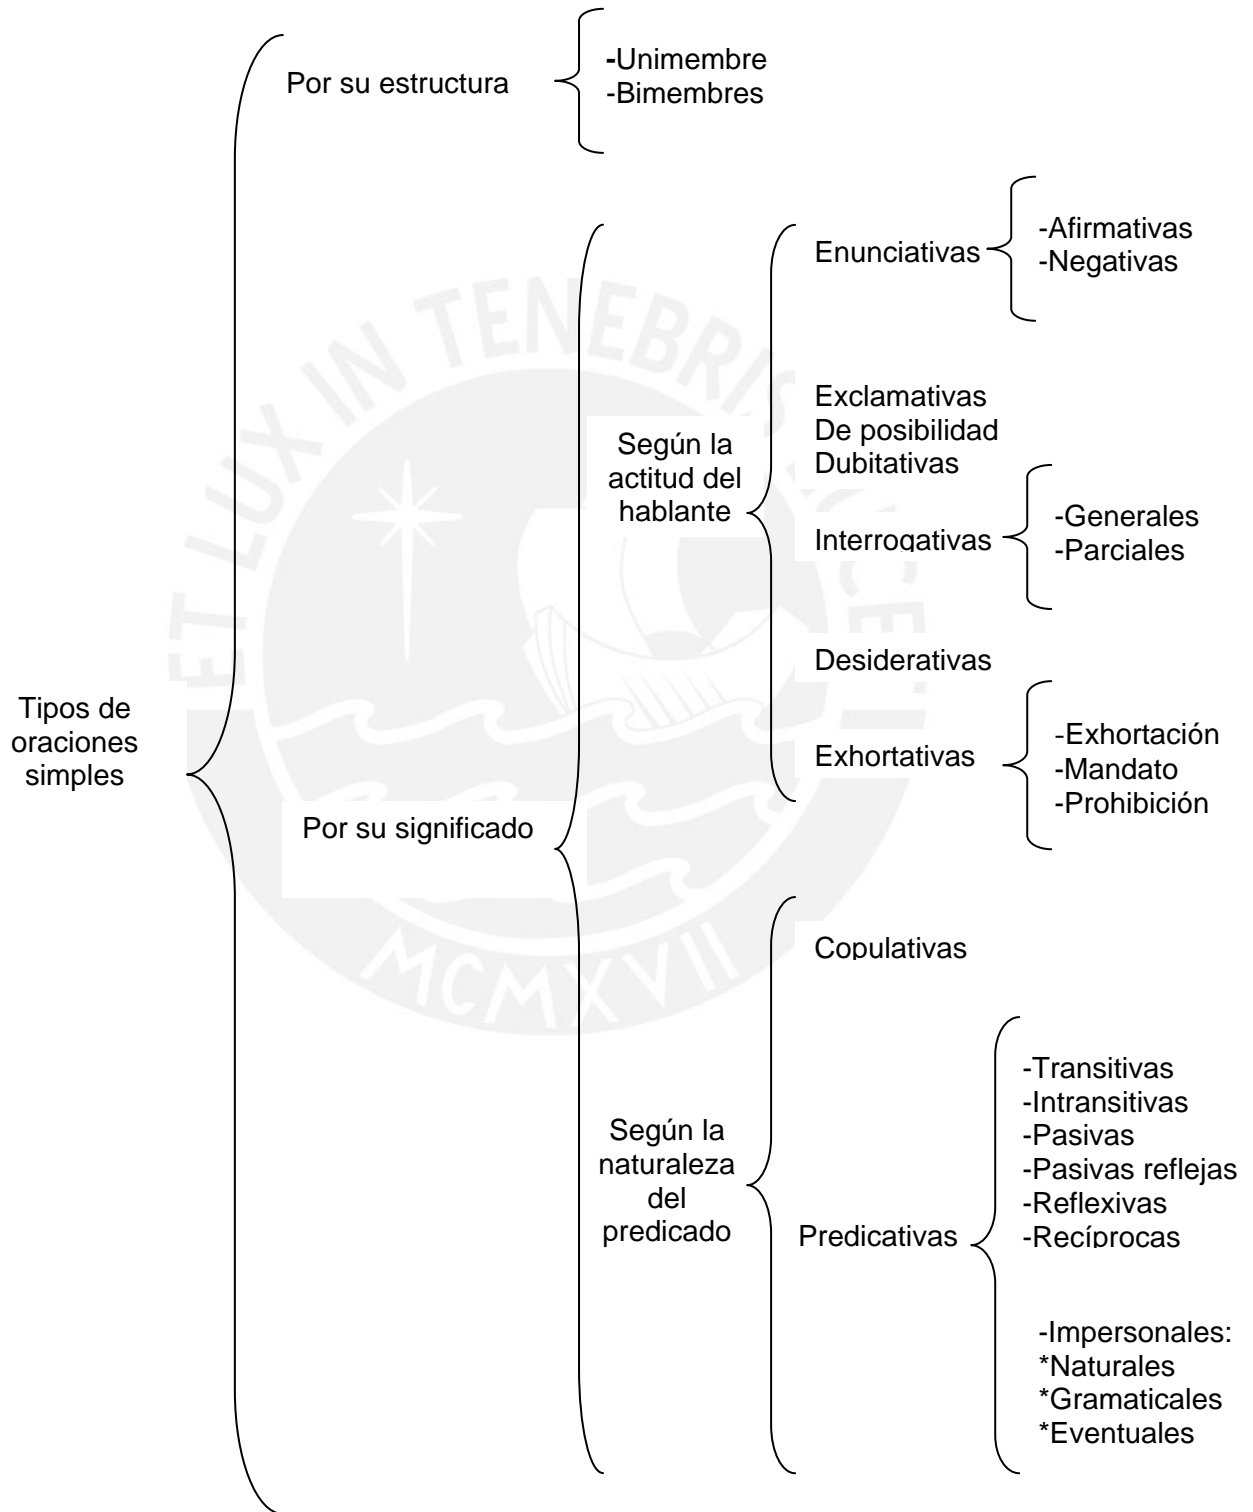 Por su estructura
-Unimembre
-Bimembres
Tipos de
oraciones
simples
Por su significado
Según la
actitud del
hablante
Enunciativas
-Afirmativas
-Negativas
Exclamativas
De posibilidad
Dubitativas
Interrogativas
-Generales
-Parciales
Desiderativas
Exhortativas
-Exhortación
-Mandato
-Prohibición
Según la
naturaleza
del
predicado
Copulativas
Predicativas
-Transitivas
-Intransitivas
-Pasivas
-Pasivas reflejas
-Reflexivas
-Recíprocas
-Impersonales:
*Naturales
*Gramaticales
*Eventuales
ET LUX IN TENEBRIS LUCET
MCMXVII